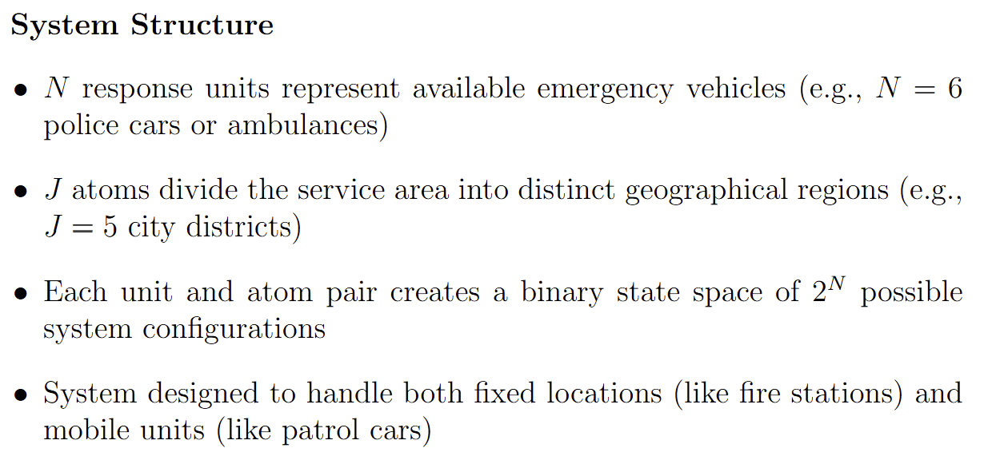 System Structure
• N response units represent available emergency vehicles (e.g., N = 6
police cars or ambulances)
• J atoms divide the service area into distinct geographical regions (e.g.,
J = 5 city districts)
• Each unit and atom pair creates a binary state space of 2^N possible
system configurations
• System designed to handle both fixed locations (like fire stations) and
mobile units (like patrol cars)